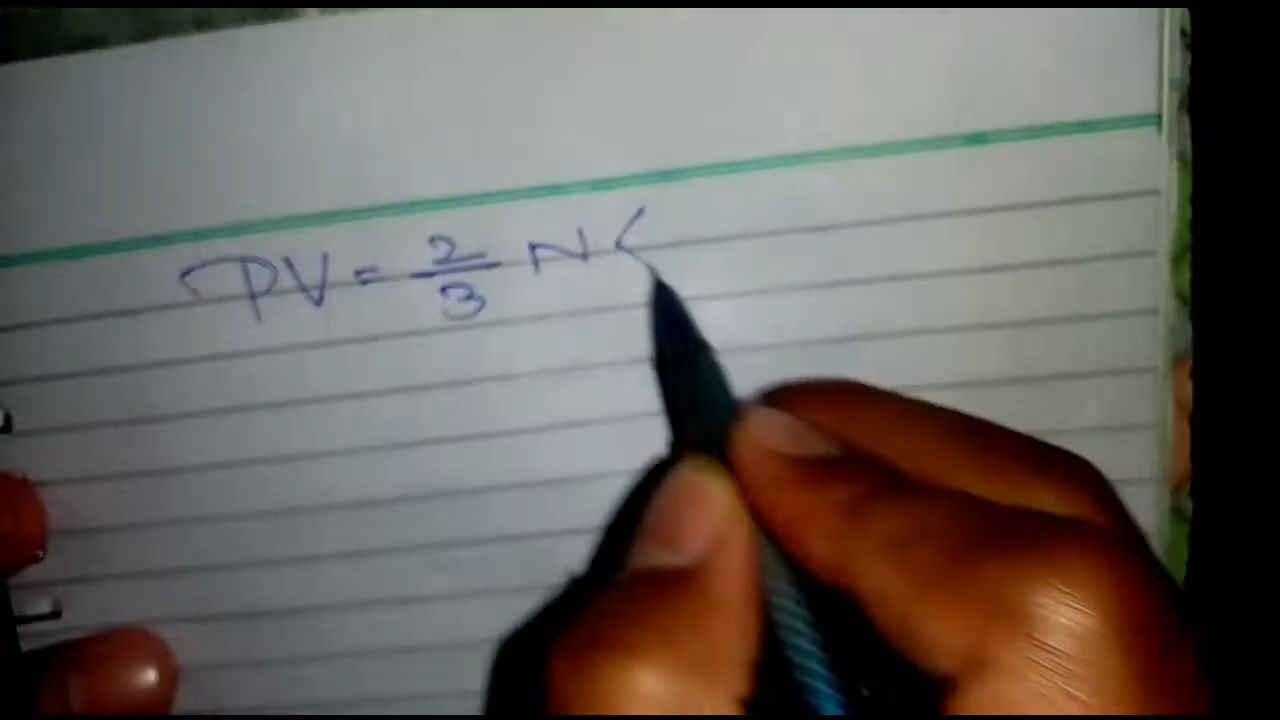 PV = 2/3 N <